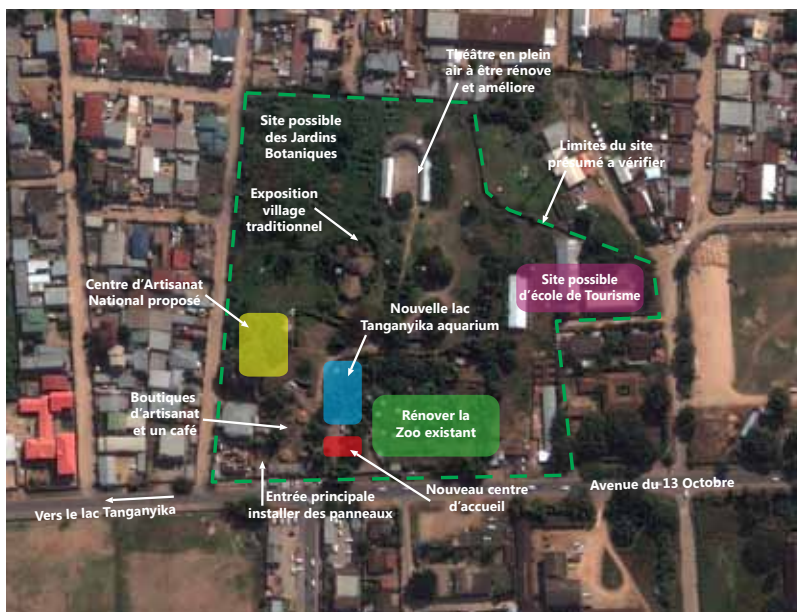 Théâtre en plein
air à être rénove
et améliore
Site possible
des Jardins
Botaniques
Limites du site
présumé a vérifier
Exposition
village
traditionnel
Centre d'Artisanat
National proposé
Site possible
d'école de Tourisme
Nouvelle lac
Tanganyika aquarium
Boutiques
d'artisanat
et un café
Rénover la
Zoo existant
Entrée principale
installer des panneaux
Nouveau centre
d'accueil
Avenue du 13 Octobre
Vers le lac Tanganyika